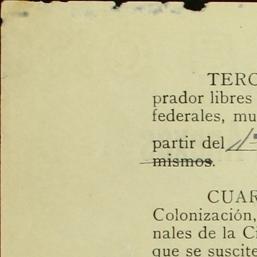 TERC
prador libres
federales, mu
partir del
mismos.
CUAR
Colonización,
nales de la Ci
que se suscite